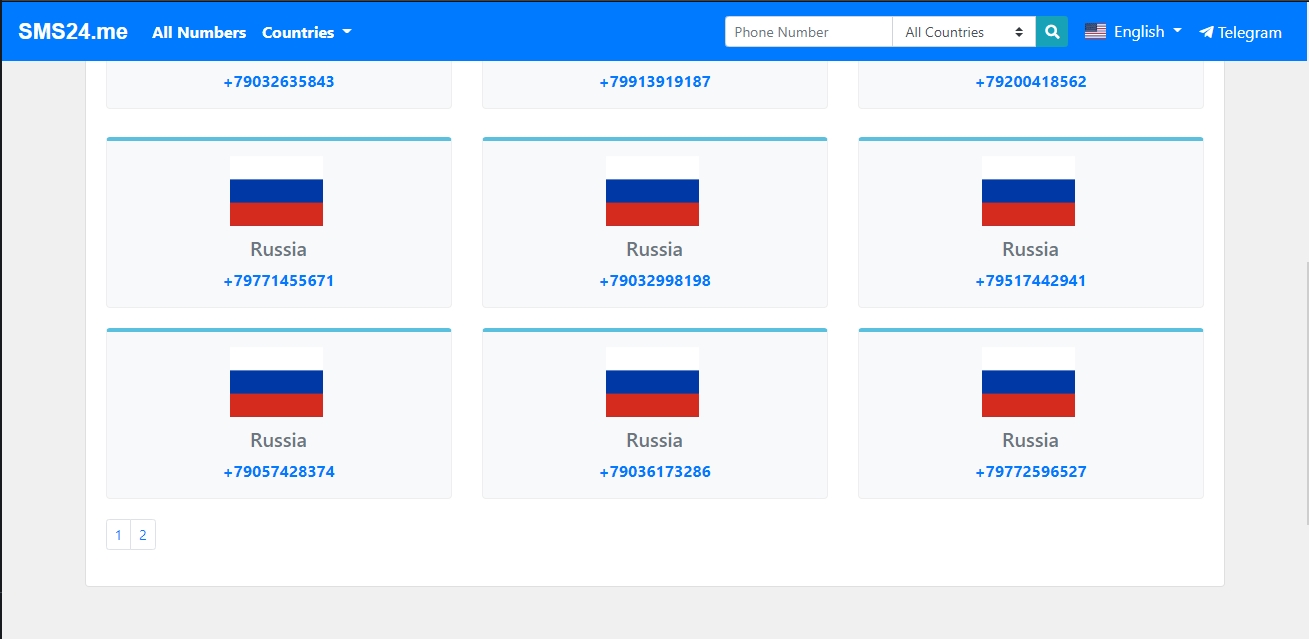 SMS24.me All Numbers Countries Phone Number All Countries English Telegram
+79032635843 +79913919187 +79200418562
Russia Russia Russia
+79771455671 +79032998198 +79517442941
Russia Russia Russia
+79057428374 +79036173286 +79772596527
1 2